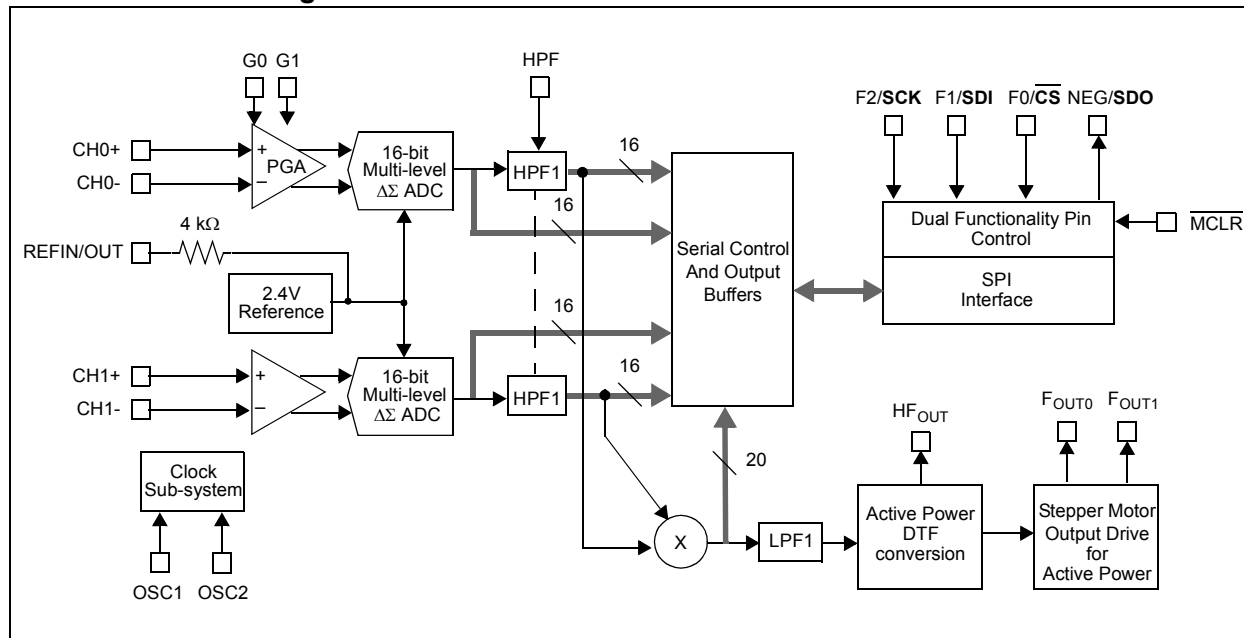 G0 G1
HPF
F2/SCK F1/SDI F0/CS NEG/SDO
CH0+
CH0-
+
PGA
–
16-bit
Multi-level
ΔΣ ADC
HPF1
16
16
4 kΩ
REFIN/OUT
2.4V
Reference
Serial Control
And Output
Buffers
Dual Functionality Pin
Control
MCLR
SPI
Interface
16
16
CH1+
CH1-
+
–
16-bit
Multi-level
ΔΣ ADC
HPF1
20
Clock
Sub-system
OSC1 OSC2
X
LPF1
HFOUT
Active Power
DTF
conversion
FOUT0 FOUT1
Stepper Motor
Output Drive
for
Active Power